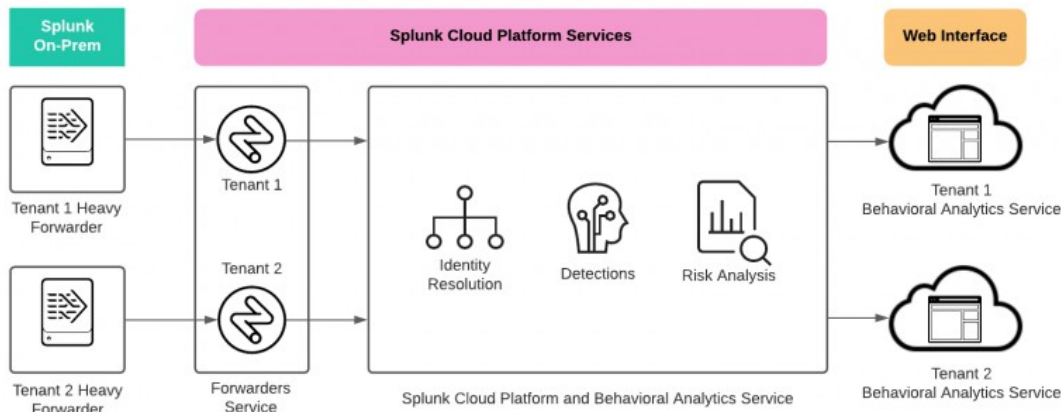 Splunk
On-Prem
Splunk Cloud Platform Services
Web Interface
Tenant 1 Heavy
Forwarder
Tenant 1
Tenant 2
Identity
Resolution
Detections
Risk Analysis
Tenant 1
Behavioral Analytics Service
Tenant 2 Heavy
Forwarder
Forwarders
Service
Splunk Cloud Platform and Behavioral Analytics Service
Tenant 2
Behavioral Analytics Service